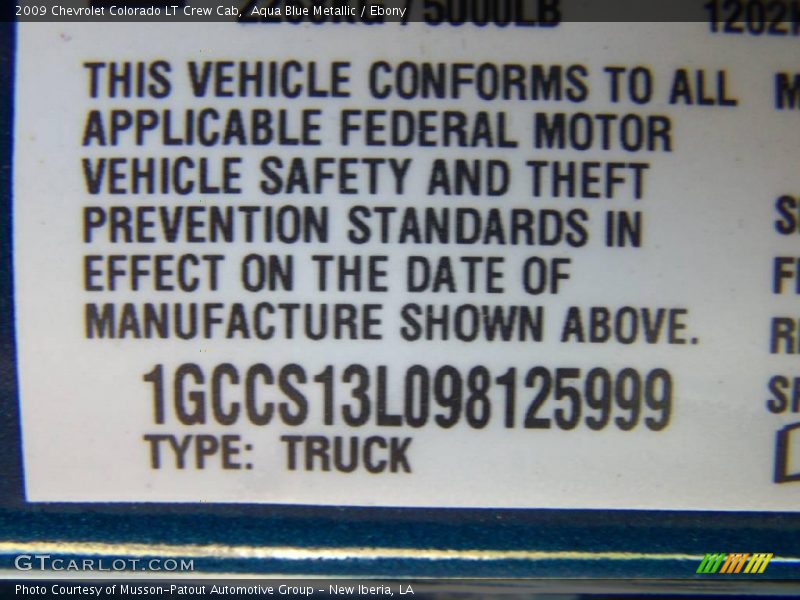 2009 Chevrolet Colorado LT Crew Cab, Aqua Blue Metallic / Ebony
THIS VEHICLE CONFORMS TO ALL
APPLICABLE FEDERAL MOTOR
VEHICLE SAFETY AND THEFT
PREVENTION STANDARDS IN
EFFECT ON THE DATE OF
MANUFACTURE SHOWN ABOVE.
1GCCS13L098125999
TYPE: TRUCK
GTCARLOT.COM
Photo Courtesy of Musson-Patout Automotive Group - New Iberia, LA